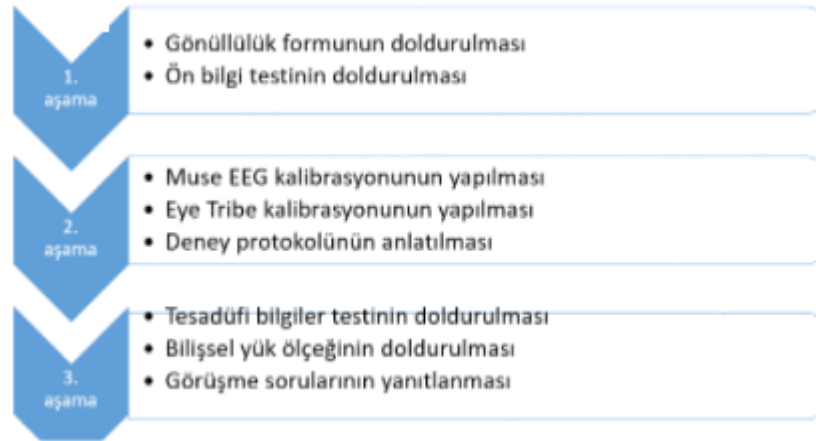 1.
aşama
• Gönüllülük formunun doldurulması
• Ön bilgi testinin doldurulması
2.
aşama
• Muse EEG kalibrasyonunun yapılması
• Eye Tribe kalibrasyonunun yapılması
• Deney protokolünün anlatılması
3.
aşama
• Tesadüfi bilgiler testinin doldurulması
• Bilişsel yük ölçeğinin doldurulması
• Görüşme sorularının yanıtlanması